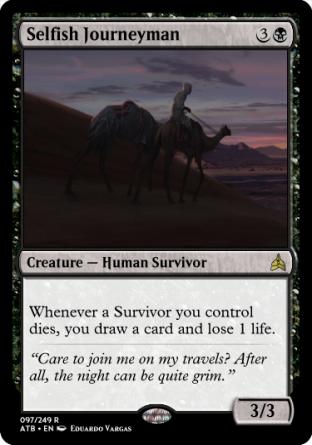 Selfish Journeyman 3
Creature — Human Survivor
Whenever a Survivor you control
dies, you draw a card and lose 1 life.
“Care to join me on my travels? After
all, the night can be quite grim.”
3/3
097/249 R
ATB • EN Eduardo Vargas